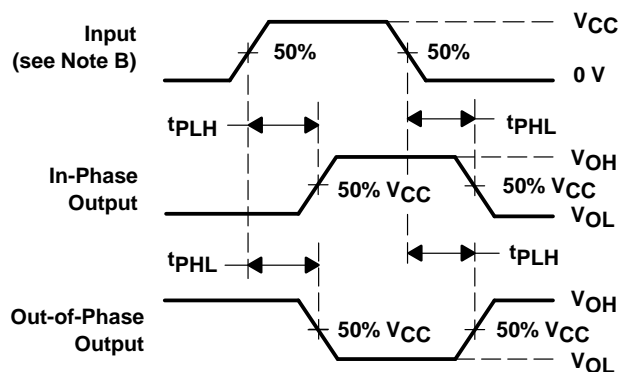 Input
(see Note B)
50%
50%
VCC
0 V
tPLH
tPHL
In-Phase
Output
50% VCC
50% VCC
VOH
VOL
tPHL
tPLH
Out-of-Phase
Output
50% VCC
50% VCC
VOH
VOL